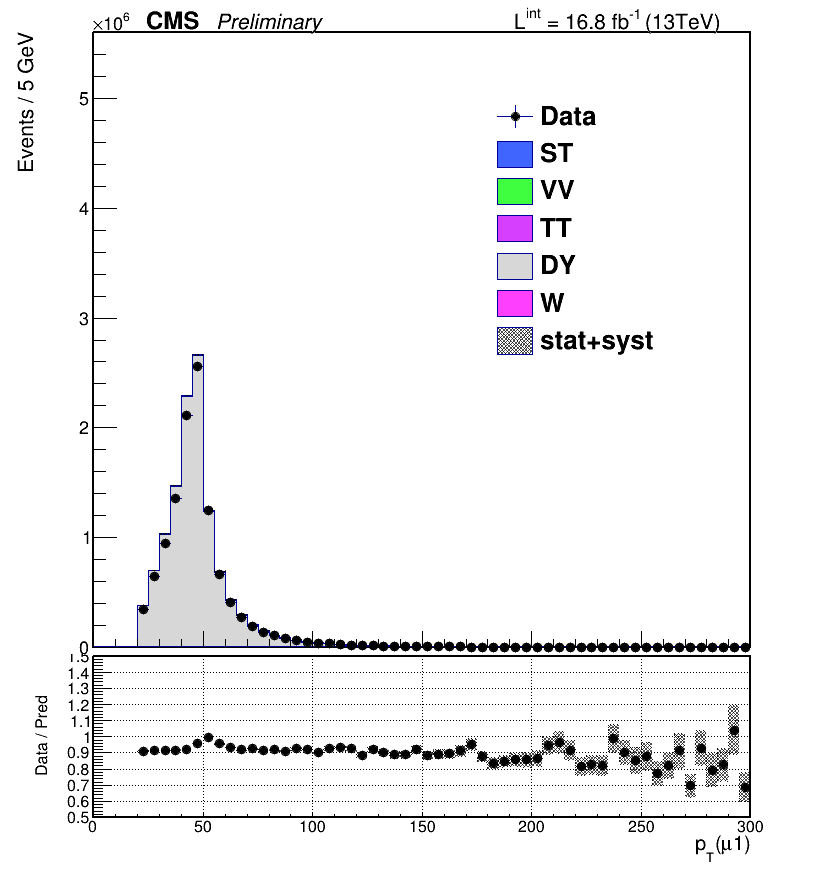 ×10⁶ CMS Preliminary L^int = 16.8 fb⁻¹ (13TeV)
Events / 5 GeV
5
4
3
2
1
0
Data
ST
VV
TT
DY
W
stat+syst
Data / Pred
1.5
1.4
1.3
1.2
1.1
1
0.9
0.8
0.7
0.6
0.5
0 50 100 150 200 250 300
p_T(μ1)